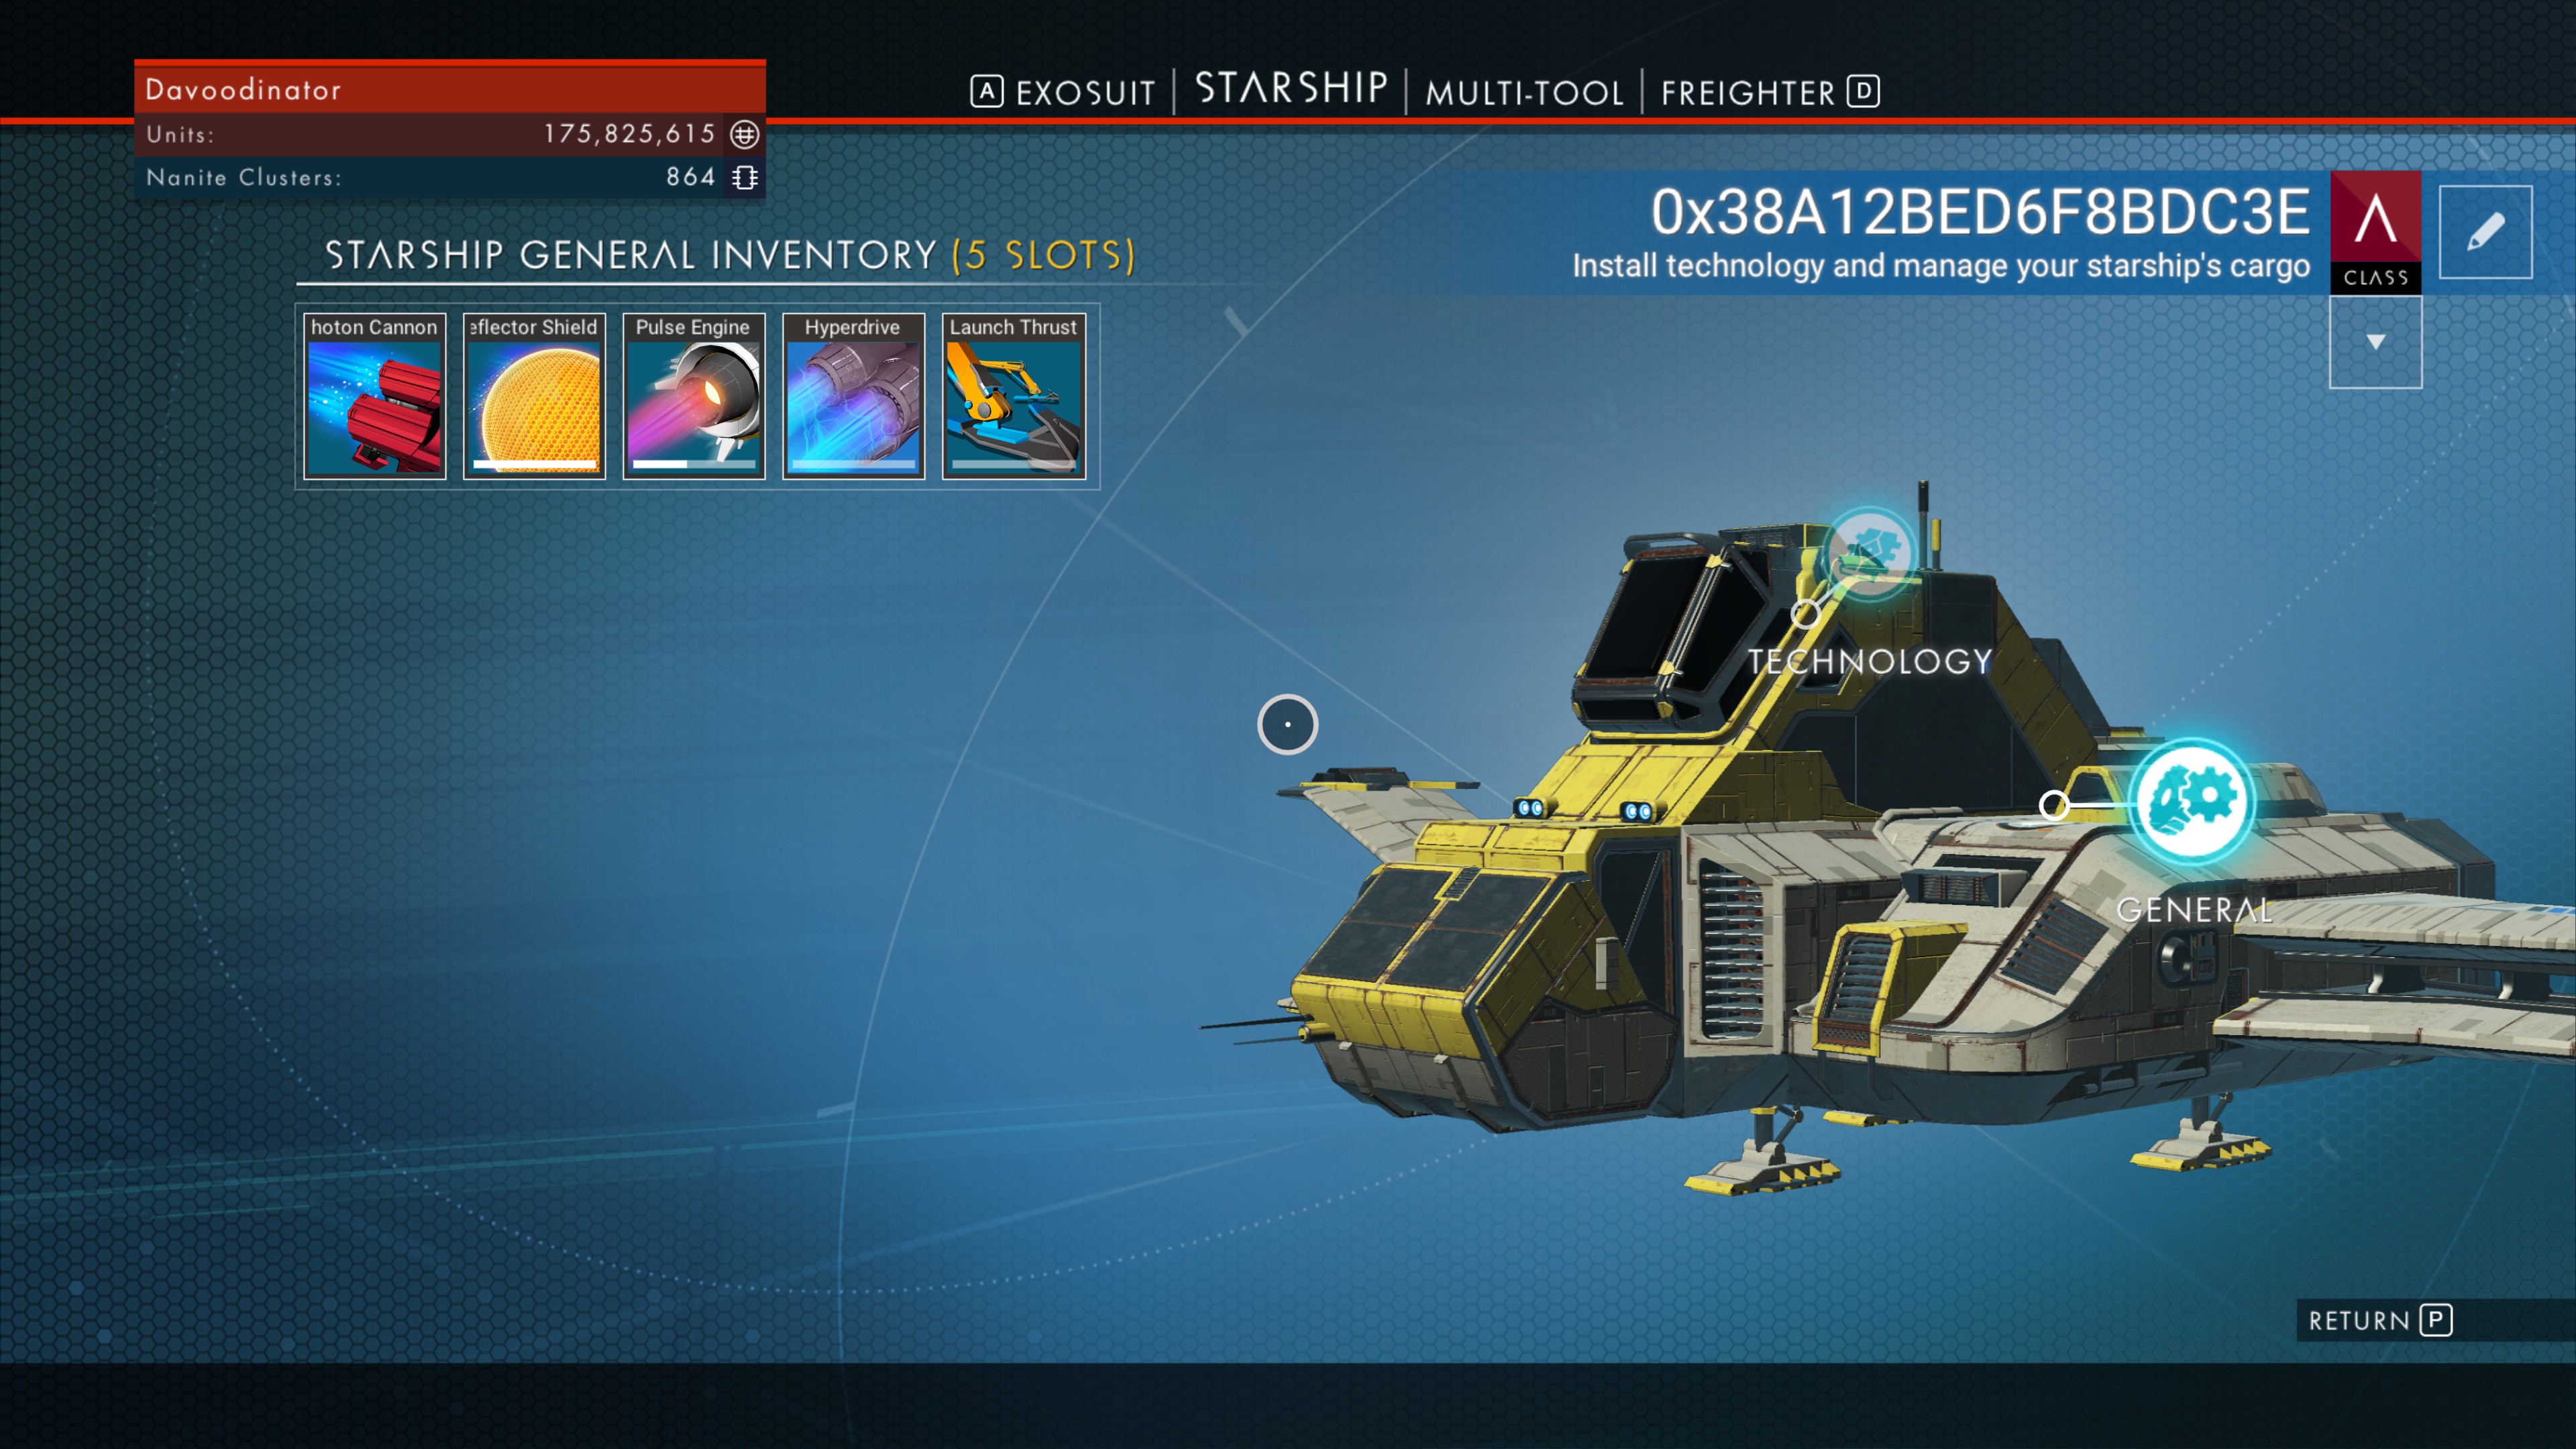 Davoodinator
Units: 175,825,615
Nanite Clusters: 864
A EXOSUIT STARSHIP MULTI-TOOL FREIGHTER D
0x38A12BED6F8BDC3E
Install technology and manage your starship's cargo
A
CLASS
STARSHIP GENERAL INVENTORY (5 SLOTS)
hoton Cannon eflector Shield Pulse Engine Hyperdrive Launch Thrust
TECHNOLOGY
GENERAL
RETURN P